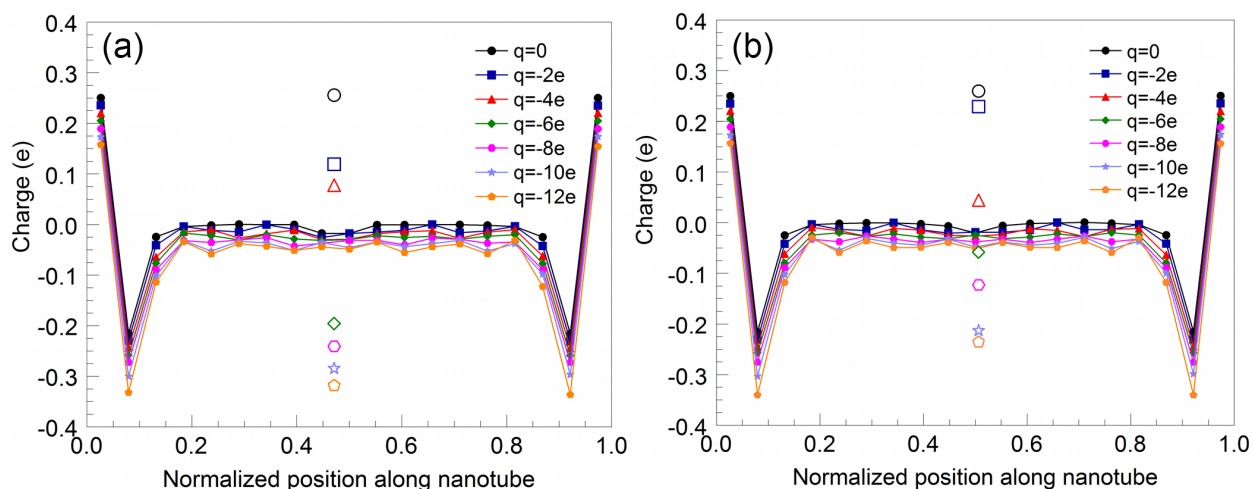 (a)
q=0
q=-2e
q=-4e
q=-6e
q=-8e
q=-10e
q=-12e
0.4
0.3
0.2
0.1
0.0
-0.1
-0.2
-0.3
-0.4
Charge (e)
0.0
0.2
0.4
0.6
0.8
1.0
Normalized position along nanotube
(b)
q=0
q=-2e
q=-4e
q=-6e
q=-8e
q=-10e
q=-12e
0.4
0.3
0.2
0.1
0.0
-0.1
-0.2
-0.3
-0.4
Charge (e)
0.0
0.2
0.4
0.6
0.8
1.0
Normalized position along nanotube